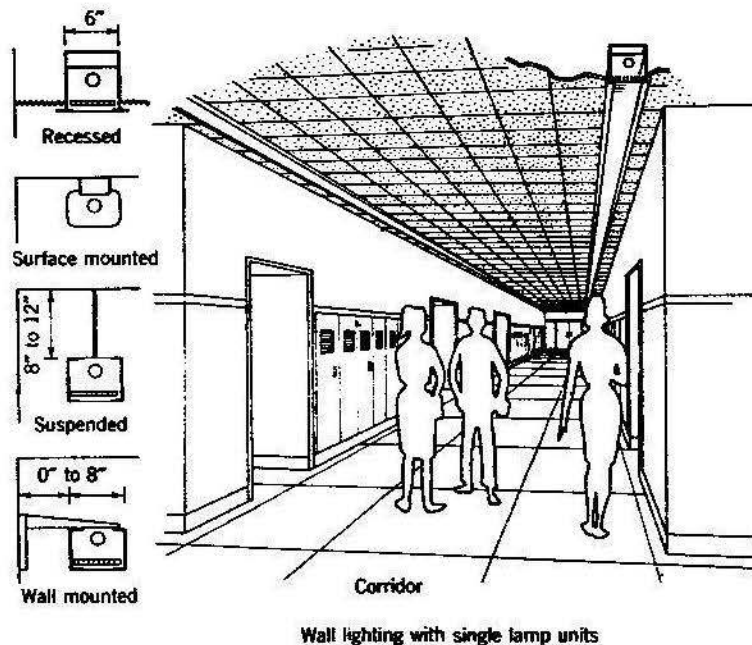 6"
Recessed
Surface mounted
8" to 12"
Suspended
0" to 8"
Wall mounted
Corridor
Wall lighting with single lamp units